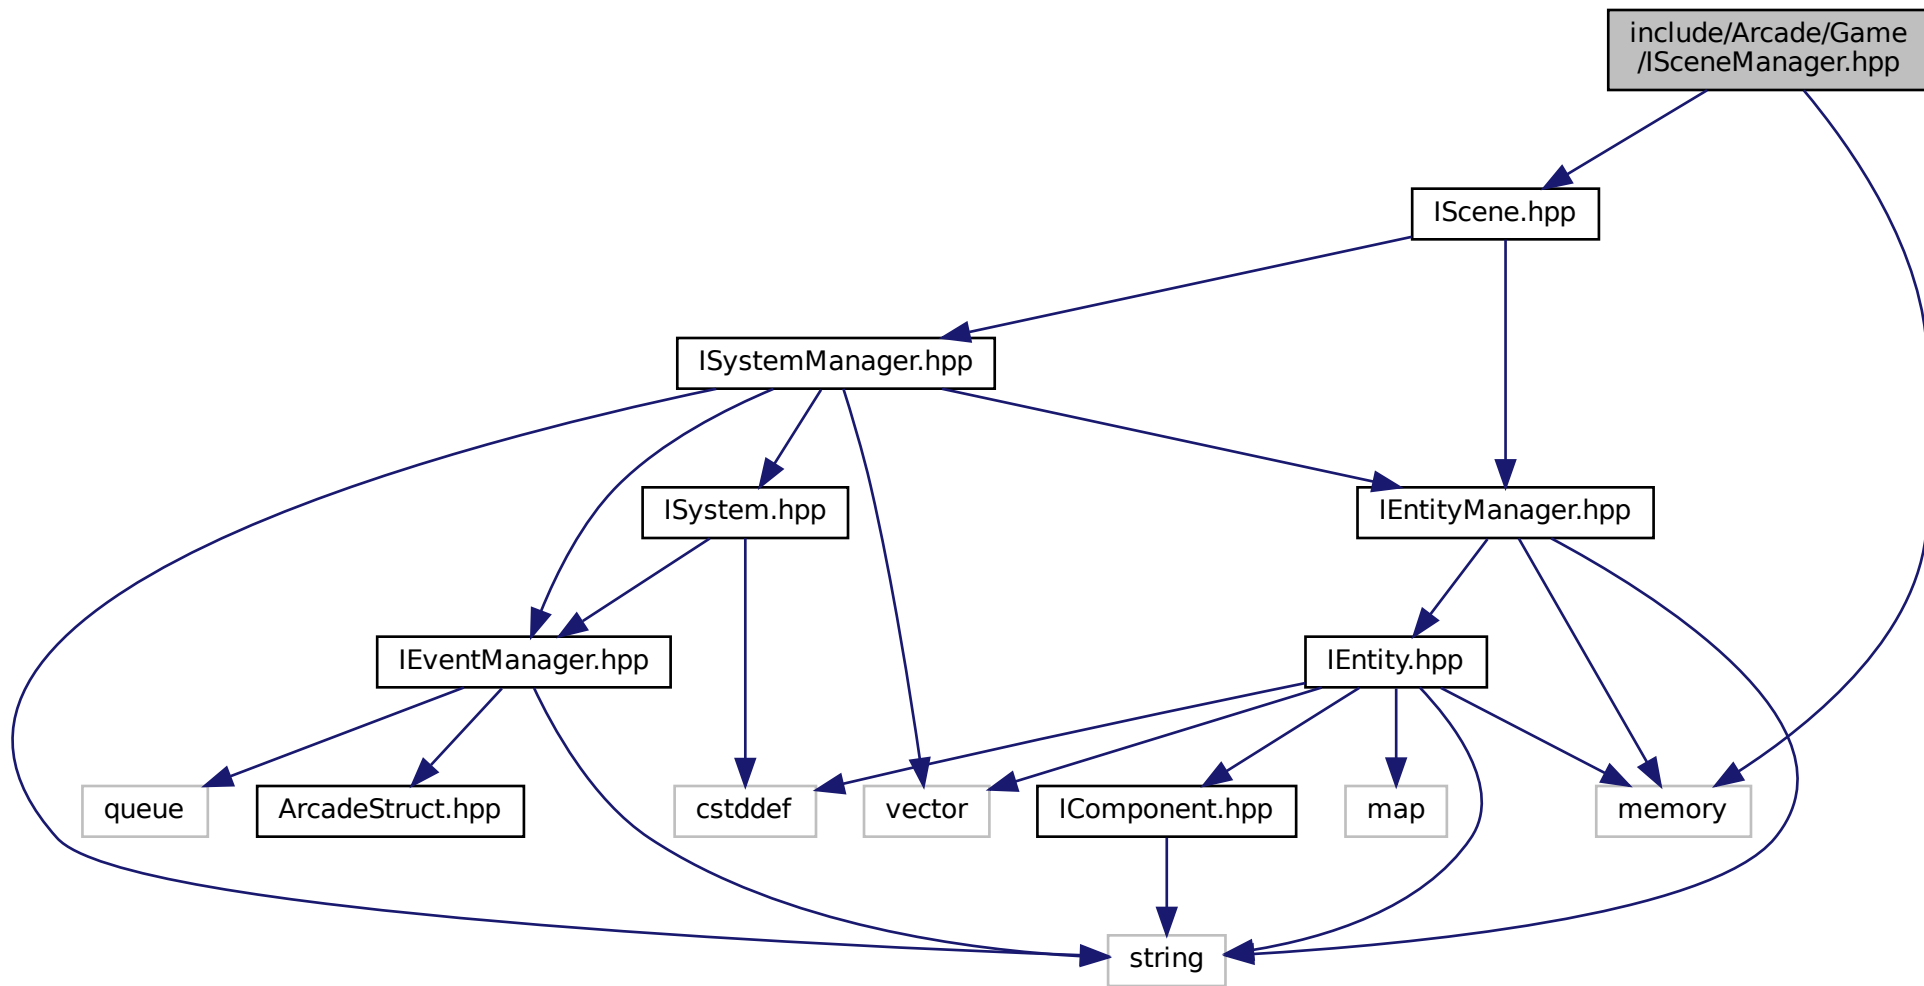 include/Arcade/Game
/ISceneManager.hpp
IScene.hpp
ISystemManager.hpp
ISystem.hpp
IEntityManager.hpp
IEventManager.hpp
IEntity.hpp
queue
ArcadeStruct.hpp
cstddef
vector
IComponent.hpp
map
memory
string